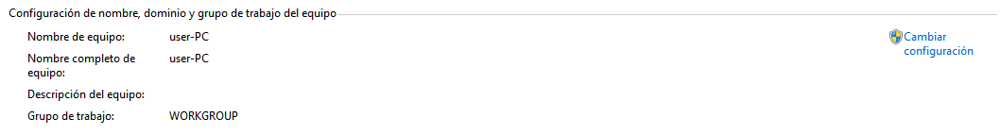 Configuración de nombre, dominio y grupo de trabajo del equipo
Nombre de equipo: user-PC
Cambiar
configuración
Nombre completo de user-PC
equipo:
Descripción del equipo:
Grupo de trabajo: WORKGROUP